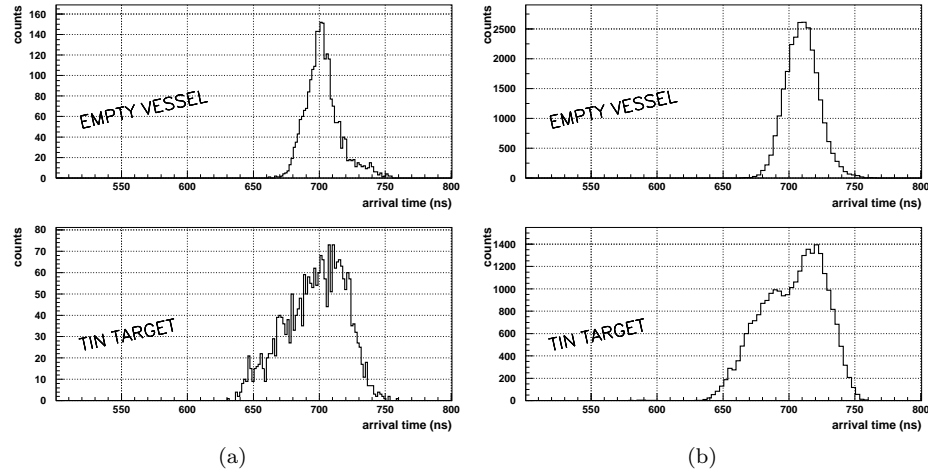 counts
160
140
120
100
80
60
40
20
0
EMPTY VESSEL
550 600 650 700 750 800
arrival time (ns)
counts
2500
2000
1500
1000
500
0
EMPTY VESSEL
550 600 650 700 750 800
arrival time (ns)
counts
80
70
60
50
40
30
20
10
0
TIN TARGET
550 600 650 700 750 800
arrival time (ns)
counts
1400
1200
1000
800
600
400
200
0
TIN TARGET
550 600 650 700 750 800
arrival time (ns)
(a)
(b)